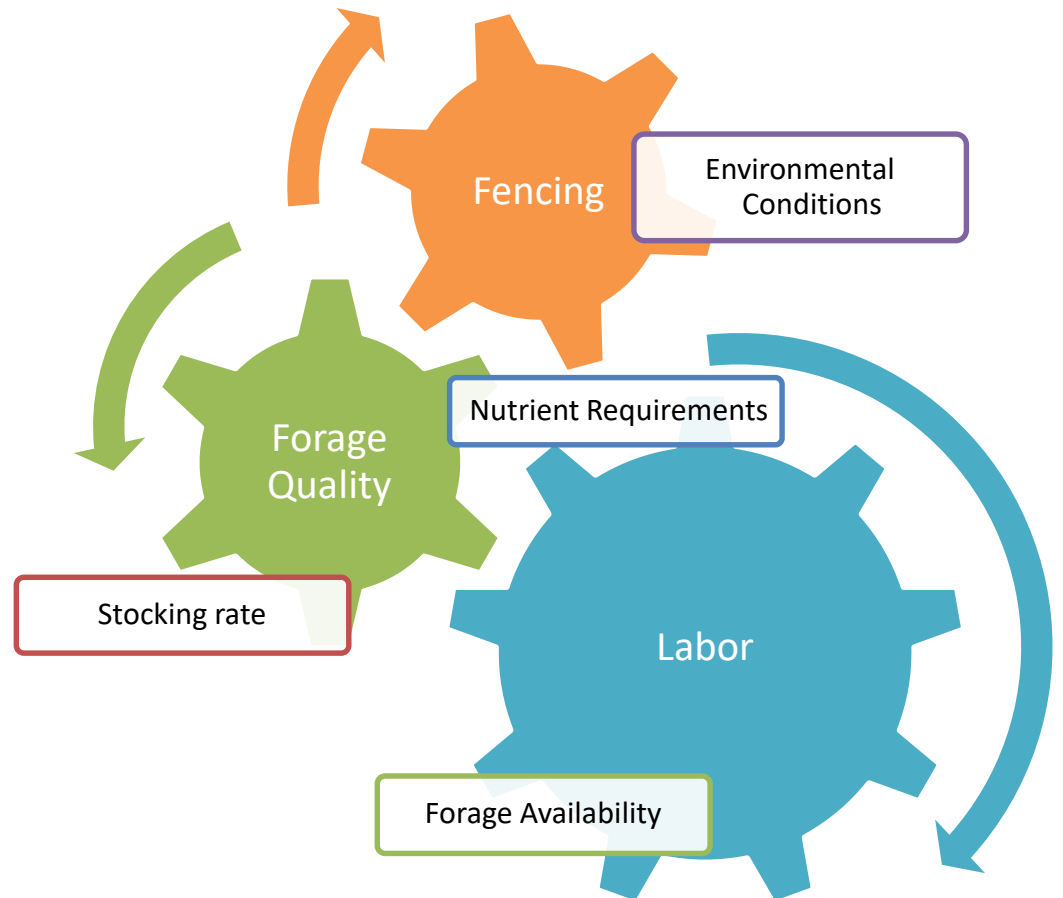 Fencing
Environmental
Conditions
Nutrient Requirements
Forage
Quality
Stocking rate
Labor
Forage Availability